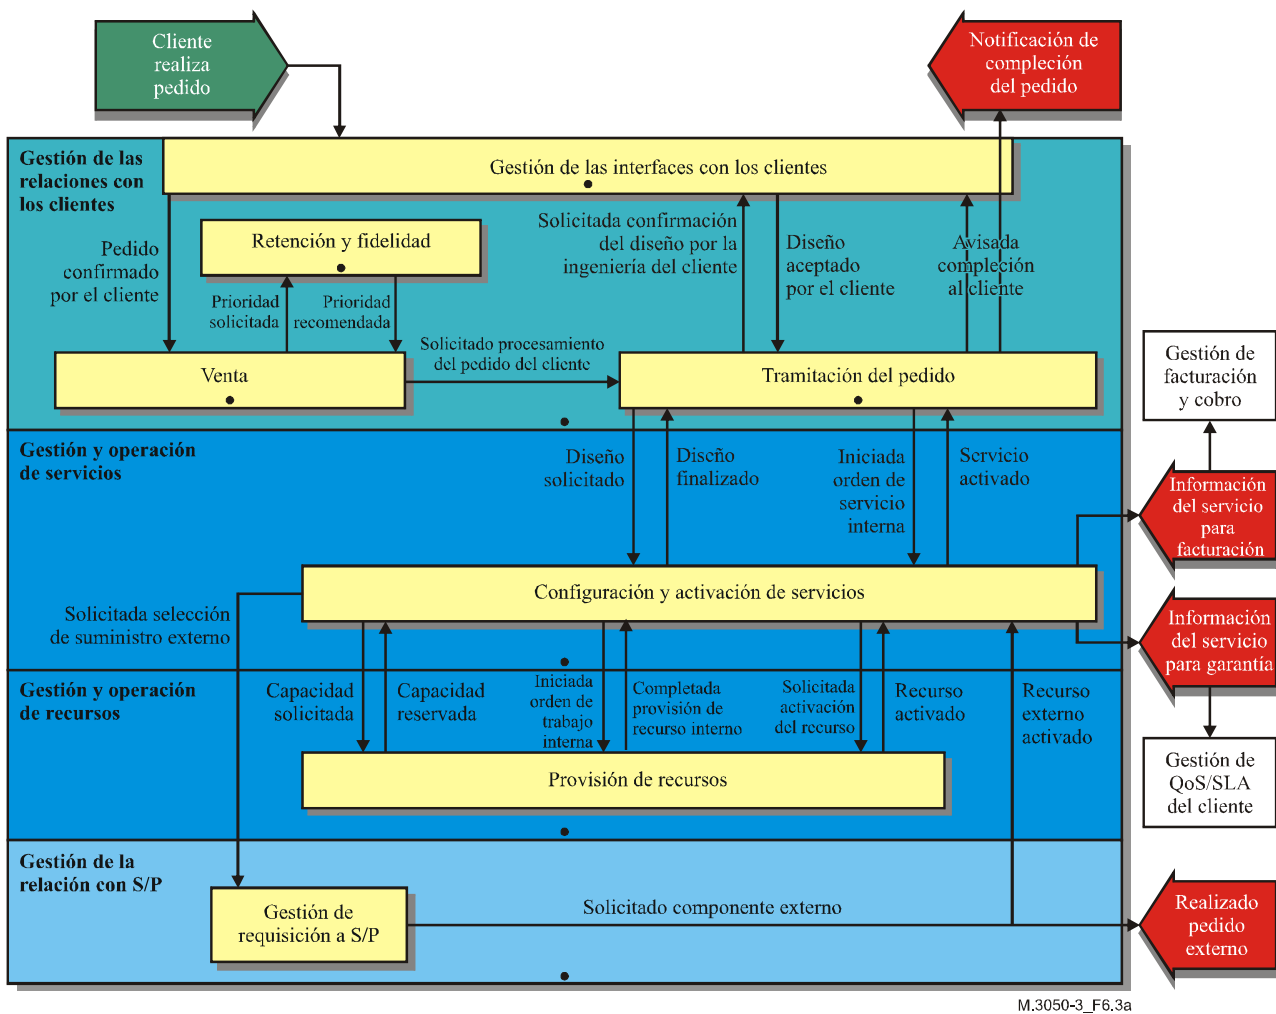 Cliente
realiza
pedido
Notificación de
compleción
del pedido
Gestión de las
relaciones con
los clientes
Gestión de las interfaces con los clientes
Pedido
confirmado
por el cliente
Retención y fidelidad
Prioridad
solicitada
Prioridad
recomendada
Solicitada confirmación
del diseño por la
ingeniería del cliente
Diseño
aceptado
por el cliente
Avisada
compleción
al cliente
Venta
Solicitado procesamiento
del pedido del cliente
Tramitación del pedido
Gestión de
facturación
y cobro
Gestión y operación
de servicios
Diseño
solicitado
Diseño
finalizado
Iniciada
orden de
servicio
interna
Servicio
activado
Información
del servicio
para
facturación
Configuración y activación de servicios
Solicitada selección
de suministro externo
Información
del servicio
para garantía
Gestión y operación
de recursos
Capacidad
solicitada
Capacidad
reservada
Iniciada
orden de
trabajo
interna
Completada
provisión de
recurso interno
Solicitada
activación
del recurso
Recurso
activado
Recurso
externo
activado
Provisión de recursos
Gestión de
QoS/SLA
del cliente
Gestión de la
relación con S/P
Gestión de
requisición a S/P
Solicitado componente externo
Realizado
pedido
externo
M.3050-3_F6.3a